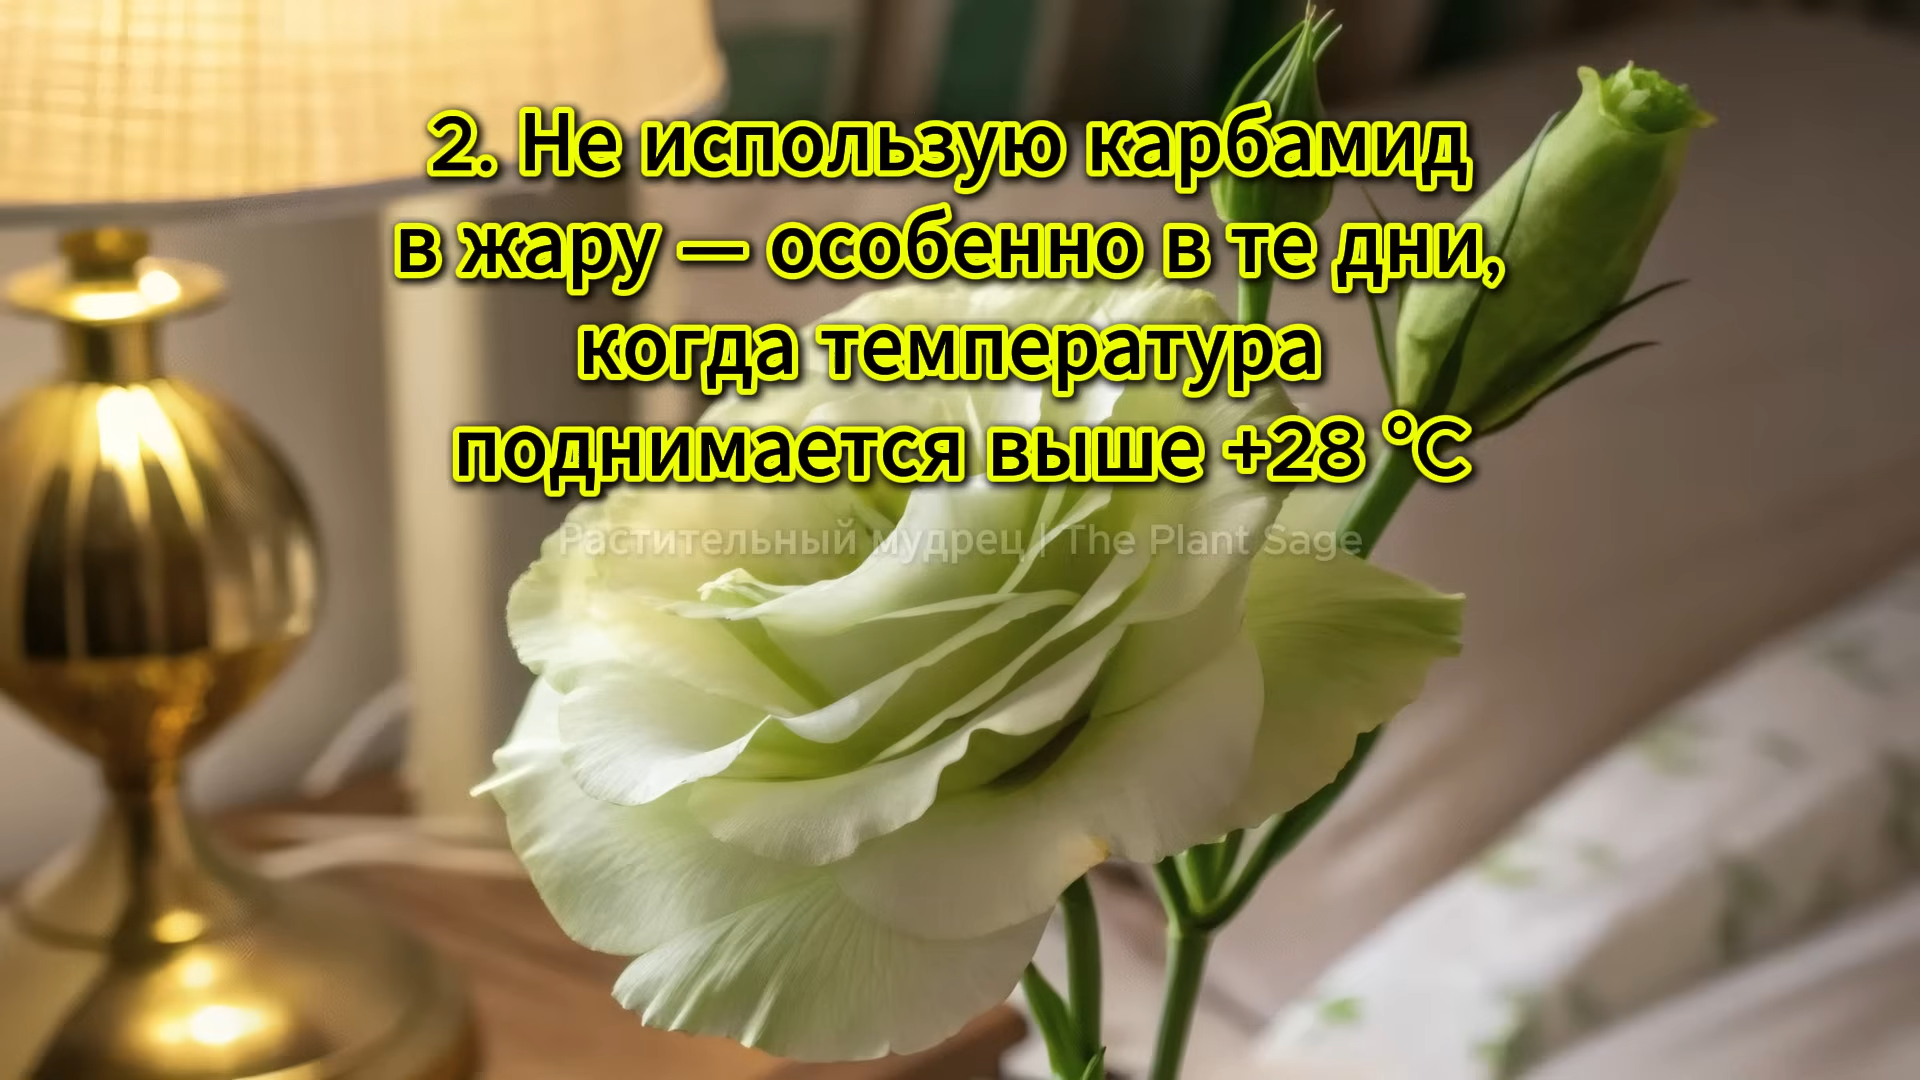 2. Не использую карбамид
в жару — особенно в те дни,
когда температура
поднимается выше +28 °C
Растительный мудрец | The Plant Sage